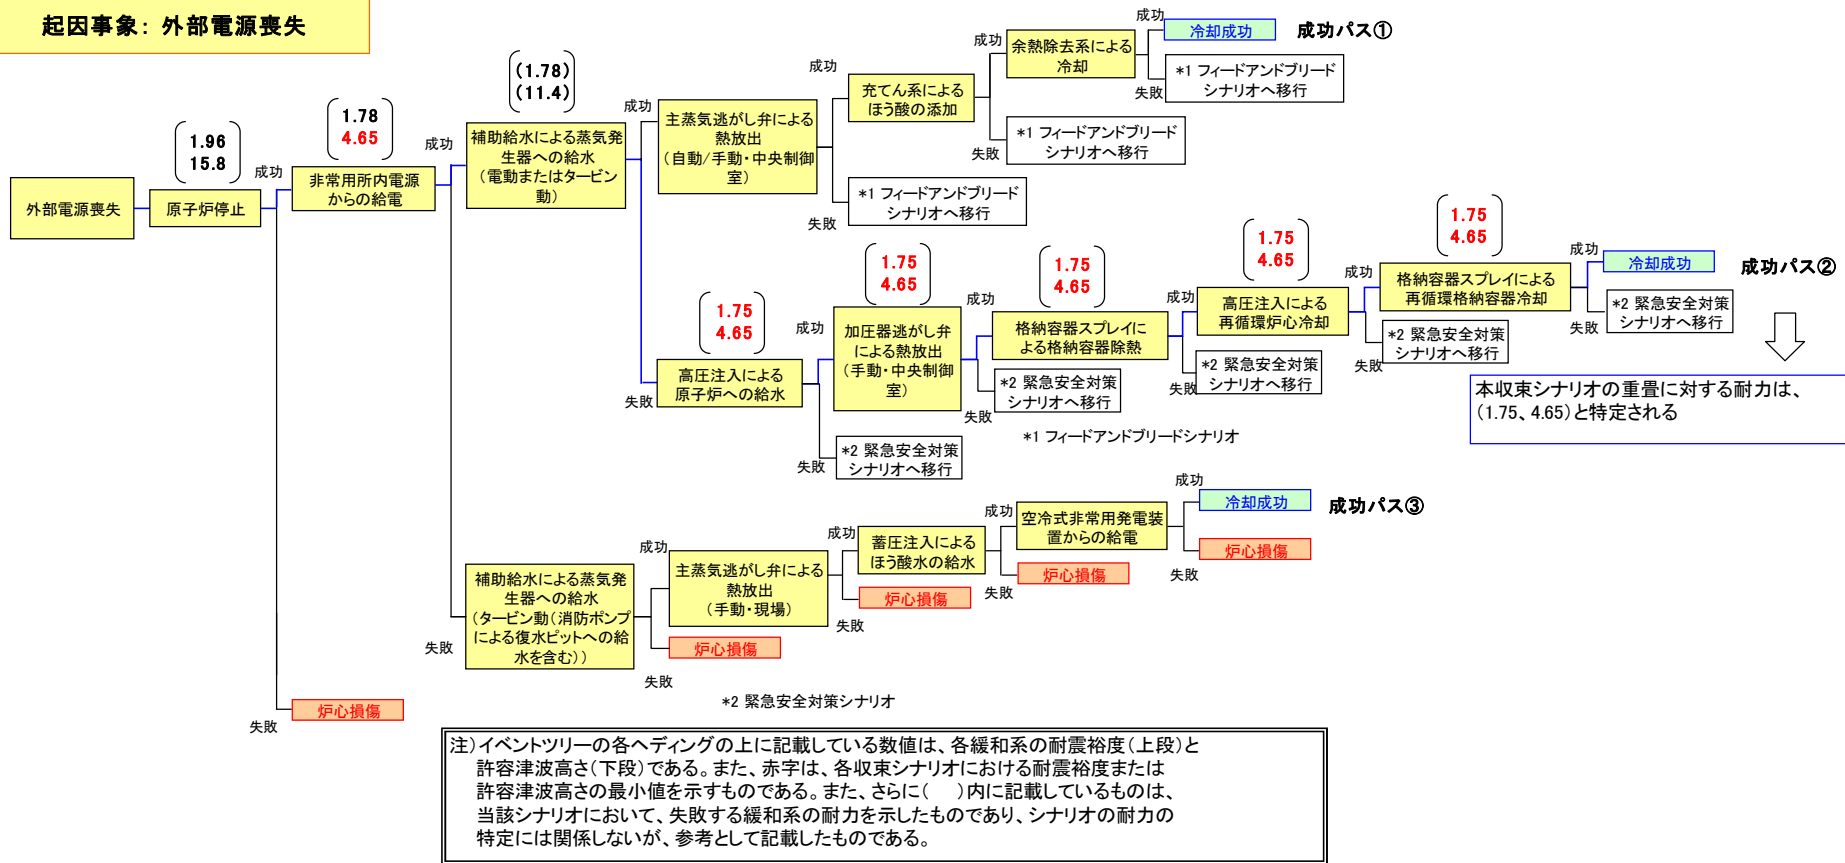 起因事象：外部電源喪失
外部電源喪失
1.96
15.8
原子炉停止
成功
失敗
炉心損傷
1.78
4.65
非常用所内電源
からの給電
成功
失敗
(1.78)
(11.4)
補助給水による蒸気発
生器への給水
（電動またはタービン
動）
成功
失敗
主蒸気逃がし弁による
熱放出
（自動/手動・中央制御
室）
成功
失敗
*1 フィードアンドブリード
シナリオへ移行
充てん系による
ほう酸の添加
成功
失敗
*1 フィードアンドブリード
シナリオへ移行
余熱除去系による
冷却
成功
失敗
冷却成功
成功パス①
*1 フィードアンドブリード
シナリオへ移行
1.75
4.65
高圧注入による
原子炉への給水
成功
失敗
*2 緊急安全対策
シナリオへ移行
1.75
4.65
加圧器逃がし弁
による熱放出
（手動・中央制御
室）
成功
失敗
*2 緊急安全対策
シナリオへ移行
1.75
4.65
格納容器スプレイに
よる格納容器除熱
成功
失敗
*2 緊急安全対策
シナリオへ移行
1.75
4.65
高圧注入による
再循環炉心冷却
成功
失敗
*2 緊急安全対策
シナリオへ移行
1.75
4.65
格納容器スプレイによる
再循環格納容器冷却
成功
失敗
冷却成功
成功パス②
*2 緊急安全対策
シナリオへ移行
本収束シナリオの重畳に対する耐力は、
（1.75、4.65）と特定される
*1 フィードアンドブリードシナリオ
補助給水による蒸気発
生器への給水
（タービン動（消防ポンプ
による復水ピットへの給
水を含む））
成功
失敗
炉心損傷
主蒸気逃がし弁による
熱放出
（手動・現場）
成功
失敗
炉心損傷
蓄圧注入による
ほう酸水の給水
成功
失敗
炉心損傷
空冷式非常用発電装
置からの給電
成功
失敗
冷却成功
成功パス③
炉心損傷
*2 緊急安全対策シナリオ
注）イベントツリーの各ヘディングの上に記載している数値は、各緩和系の耐震裕度（上段）と
許容津波高さ（下段）である。また、赤字は、各収束シナリオにおける耐震裕度または
許容津波高さの最小値を示すものである。また、さらに（　）内に記載しているものは、
当該シナリオにおいて、失敗する緩和系の耐力を示したものであり、シナリオの耐力の
特定には関係しないが、参考として記載したものである。